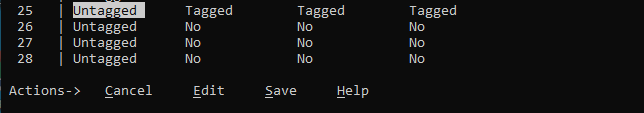 25 | Untagged Tagged Tagged Tagged
26 | Untagged No No No
27 | Untagged No No No
28 | Untagged No No No
Actions-> Cancel Edit Save Help